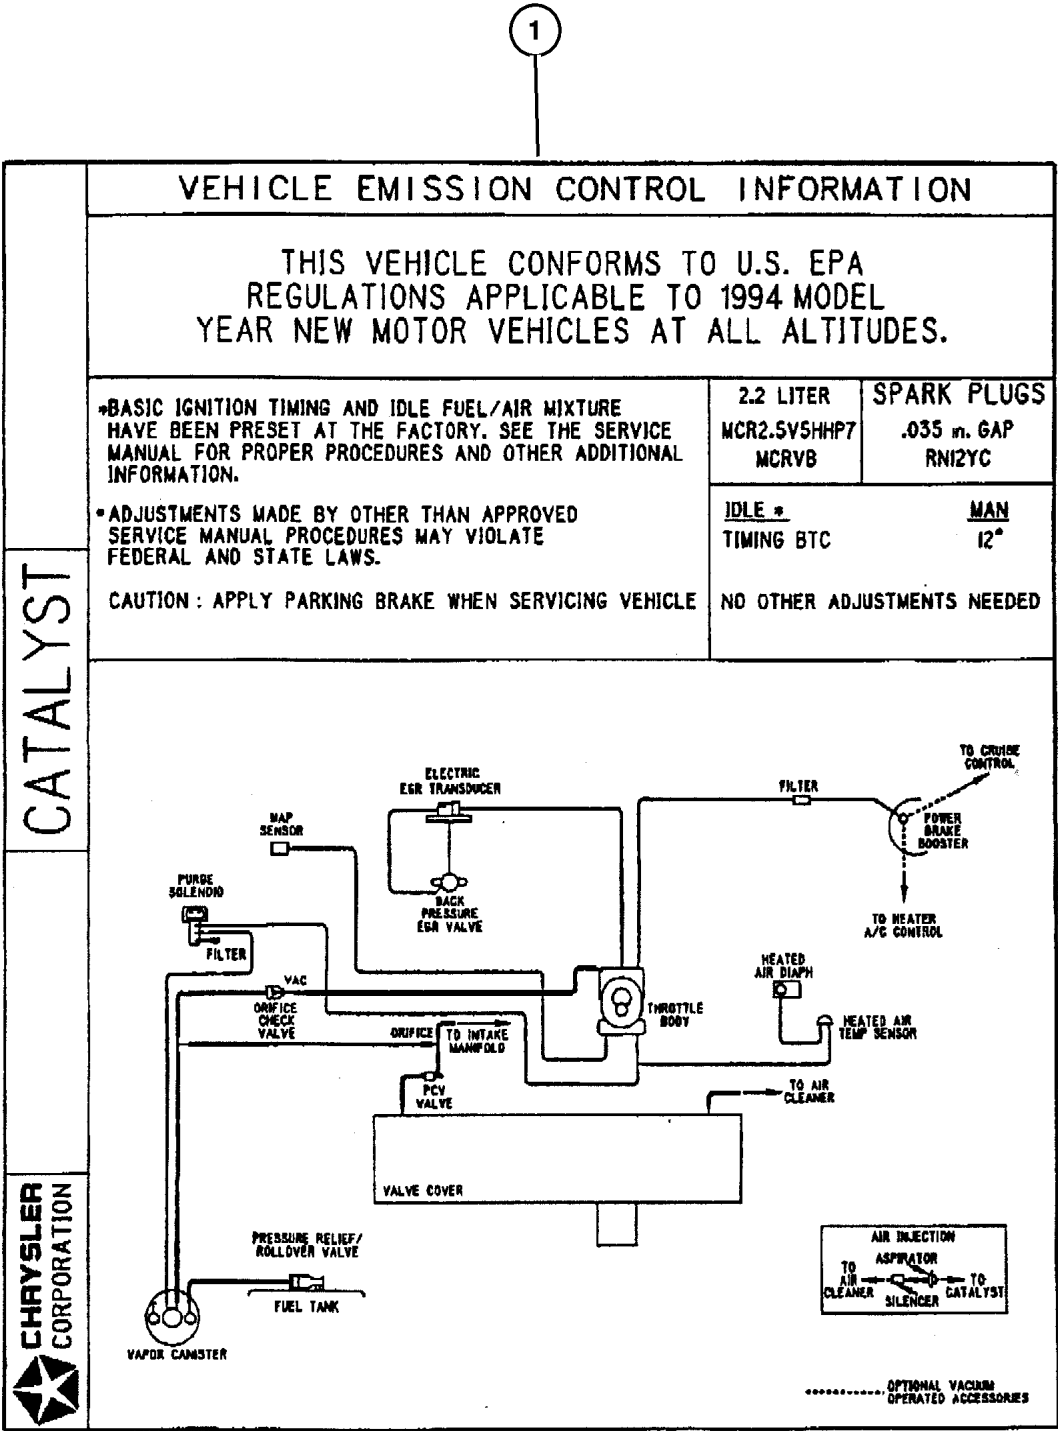 1
VEHICLE EMISSION CONTROL INFORMATION
THIS VEHICLE CONFORMS TO U.S. EPA
REGULATIONS APPLICABLE TO 1994 MODEL
YEAR NEW MOTOR VEHICLES AT ALL ALTITUDES.
*BASIC IGNITION TIMING AND IDLE FUEL/AIR MIXTURE
HAVE BEEN PRESET AT THE FACTORY. SEE THE SERVICE
MANUAL FOR PROPER PROCEDURES AND OTHER ADDITIONAL
INFORMATION.
•ADJUSTMENTS MADE BY OTHER THAN APPROVED
SERVICE MANUAL PROCEDURES MAY VIOLATE
FEDERAL AND STATE LAWS.
CAUTION : APPLY PARKING BRAKE WHEN SERVICING VEHICLE
2.2 LITER
MCR2.5V5HHP7
MCRVB
SPARK PLUGS
.035 in. GAP
RN12YC
IDLE * MAN
TIMING BTC 12°
NO OTHER ADJUSTMENTS NEEDED
CATALYST
CHRYSLER
CORPORATION
TO CRUISE
CONTROL
ELECTRIC
EGR TRANSDUCER
FILTER
MAP
SENSOR
POWER
BRAKE
BOOSTER
PURGE
SOLENOID
FILTER
BACK
PRESSURE
EGR VALVE
TO HEATER
A/C CONTROL
HEATED
AIR DIAPH
VAC
ORIFICE
CHECK
VALVE
THROTTLE
BODY
HEATED AIR
TEMP SENSOR
ORIFICE
TO INTAKE
MANIFOLD
PCV
VALVE
TO AIR
CLEANER
VALVE COVER
PRESSURE RELIEF/
ROLLOVER VALVE
FUEL TANK
VAPOR CANISTER
AIR INJECTION
ASPIRATOR
TO
AIR
CLEANER
SILENCER
TO
CATALYST
OPTIONAL VACUUM
OPERATED ACCESSORIES